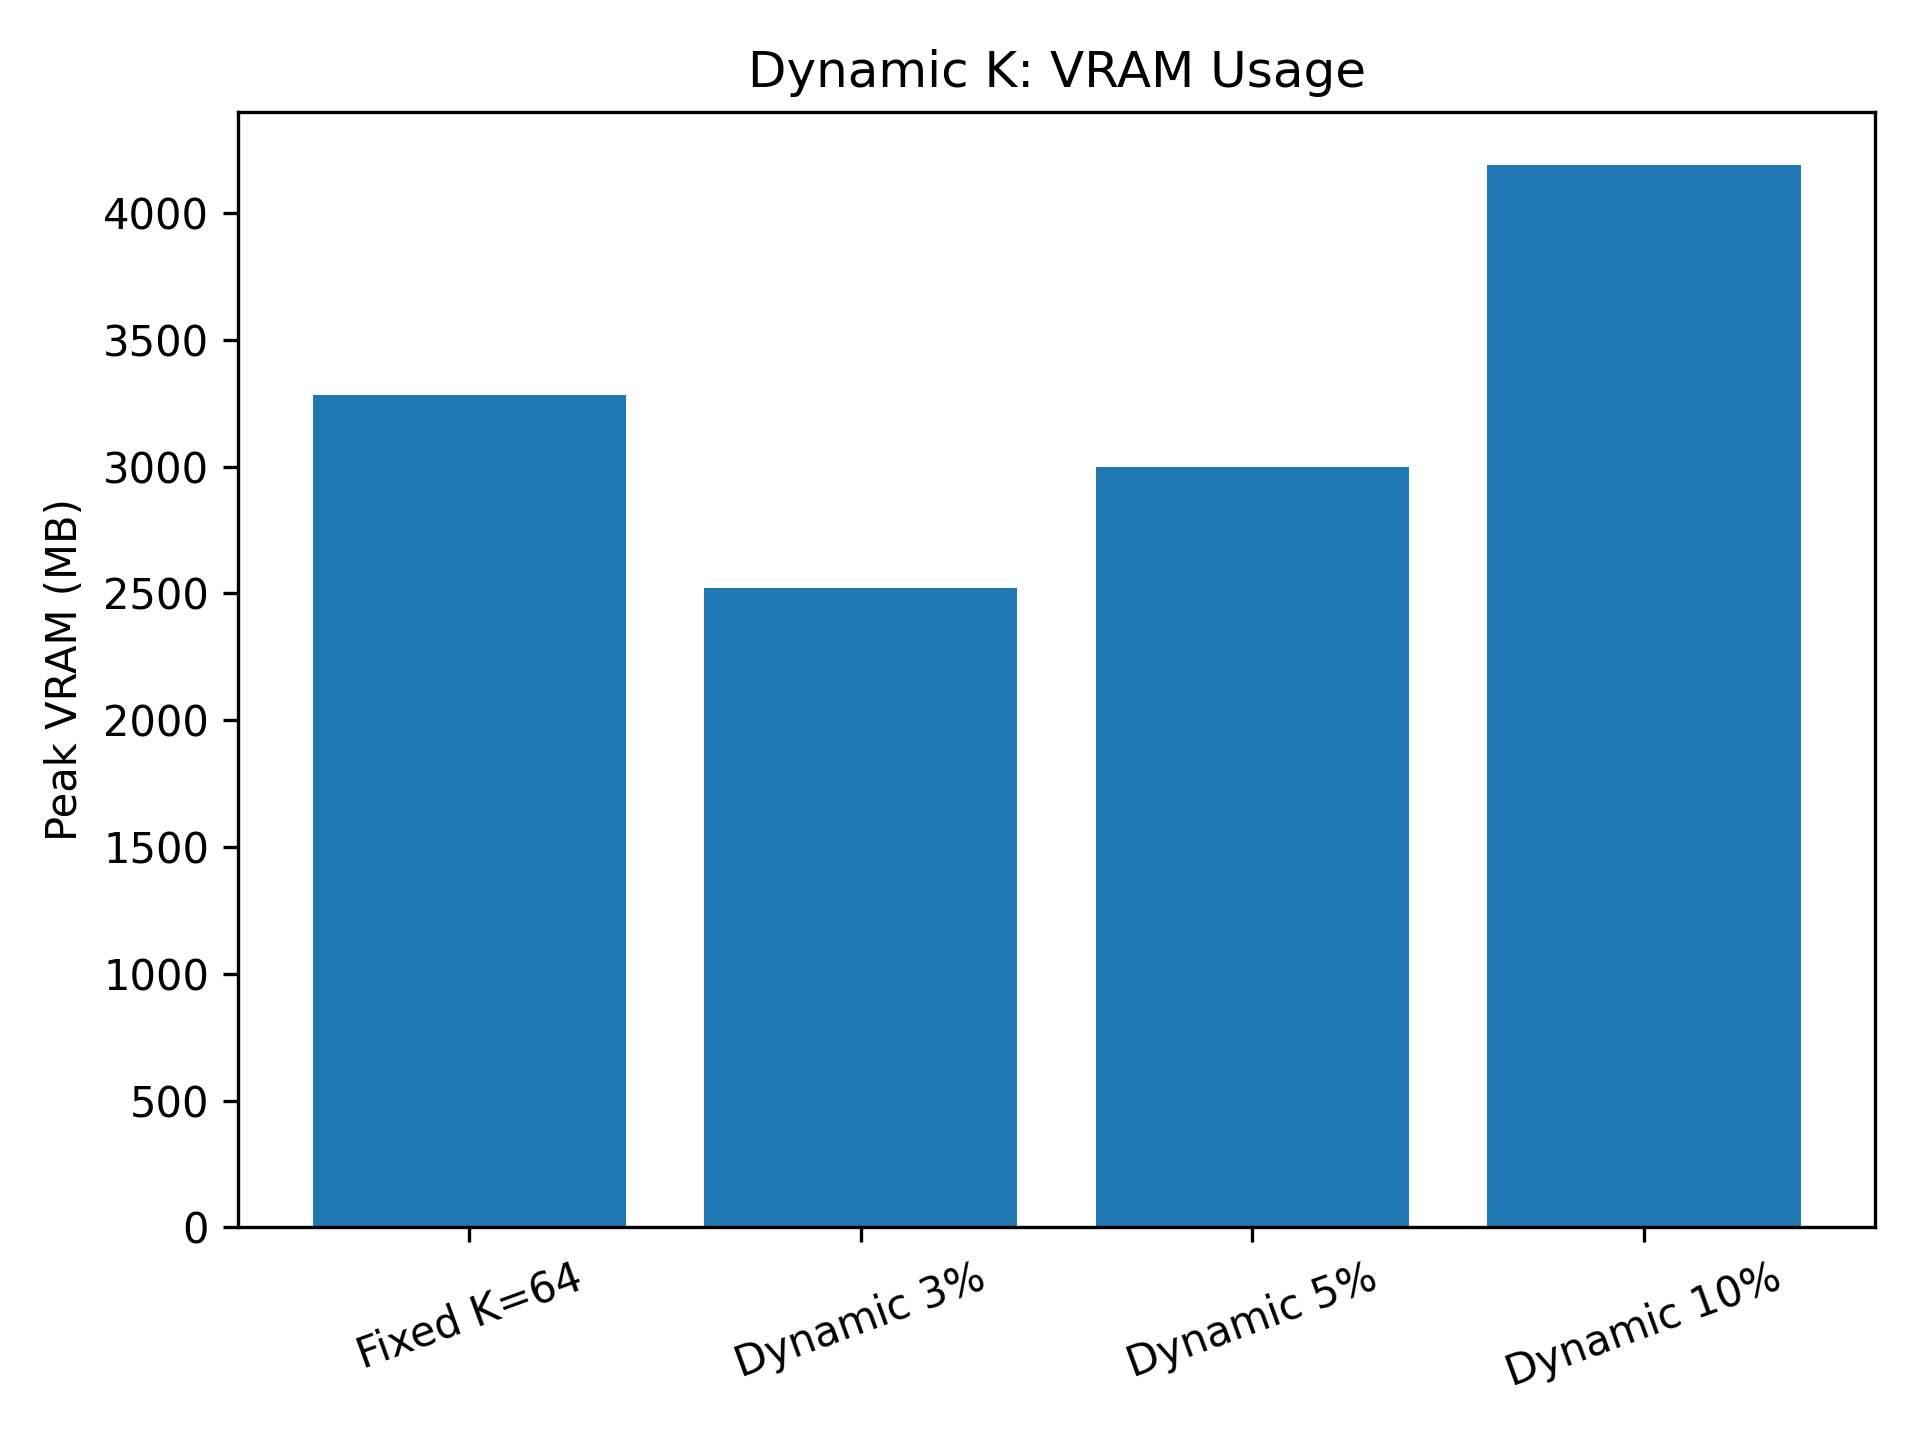 Dynamic K: VRAM Usage
Peak VRAM (MB)
4000
3500
3000
2500
2000
1500
1000
500
0
Fixed K=64
Dynamic 3%
Dynamic 5%
Dynamic 10%